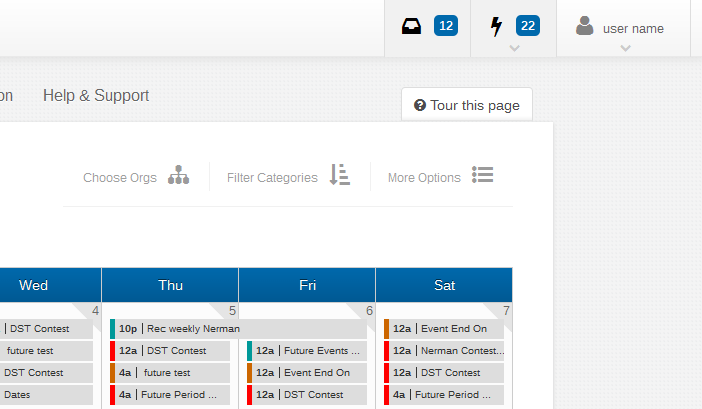 12 22 user name
on Help & Support Tour this page
Choose Orgs Filter Categories More Options
Wed Thu Fri Sat
4 5 6 7
DST Contest 10p Rec weekly Nerman 12a Event End On
future test 12a DST Contest 12a Future Events ... 12a Nerman Contest...
DST Contest 4a future test 12a Event End On 12a DST Contest
Dates 4a Future Period ... 12a DST Contest 4a Future Period ...